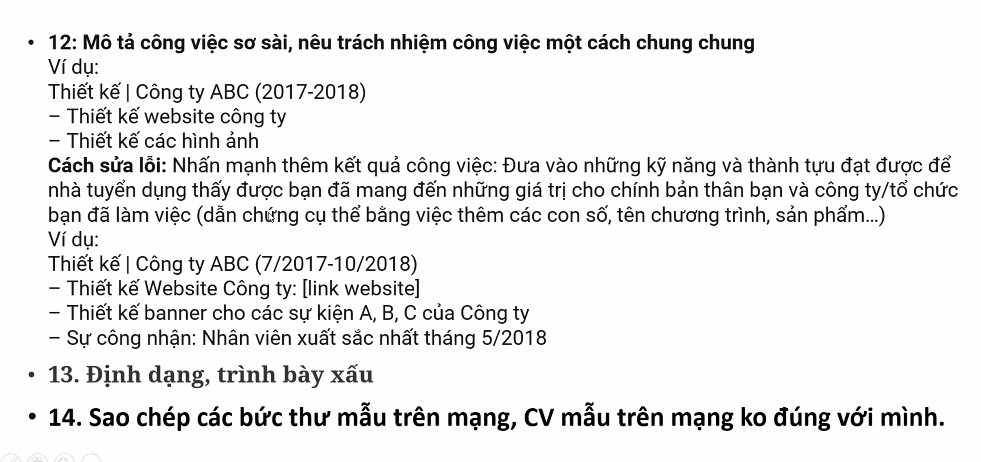 • 12: Mô tả công việc sơ sài, nêu trách nhiệm công việc một cách chung chung
Ví dụ:
Thiết kế | Công ty ABC (2017-2018)
– Thiết kế website công ty
– Thiết kế các hình ảnh
Cách sửa lỗi: Nhấn mạnh thêm kết quả công việc: Đưa vào những kỹ năng và thành tựu đạt được để
nhà tuyển dụng thấy được bạn đã mang đến những giá trị cho chính bản thân bạn và công ty/tổ chức
bạn đã làm việc (dẫn chứng cụ thể bằng việc thêm các con số, tên chương trình, sản phẩm…)
Ví dụ:
Thiết kế | Công ty ABC (7/2017-10/2018)
– Thiết kế Website Công ty: [link website]
– Thiết kế banner cho các sự kiện A, B, C của Công ty
– Sự công nhận: Nhân viên xuất sắc nhất tháng 5/2018
• 13. Định dạng, trình bày xấu
• 14. Sao chép các bức thư mẫu trên mạng, CV mẫu trên mạng ko đúng với mình.